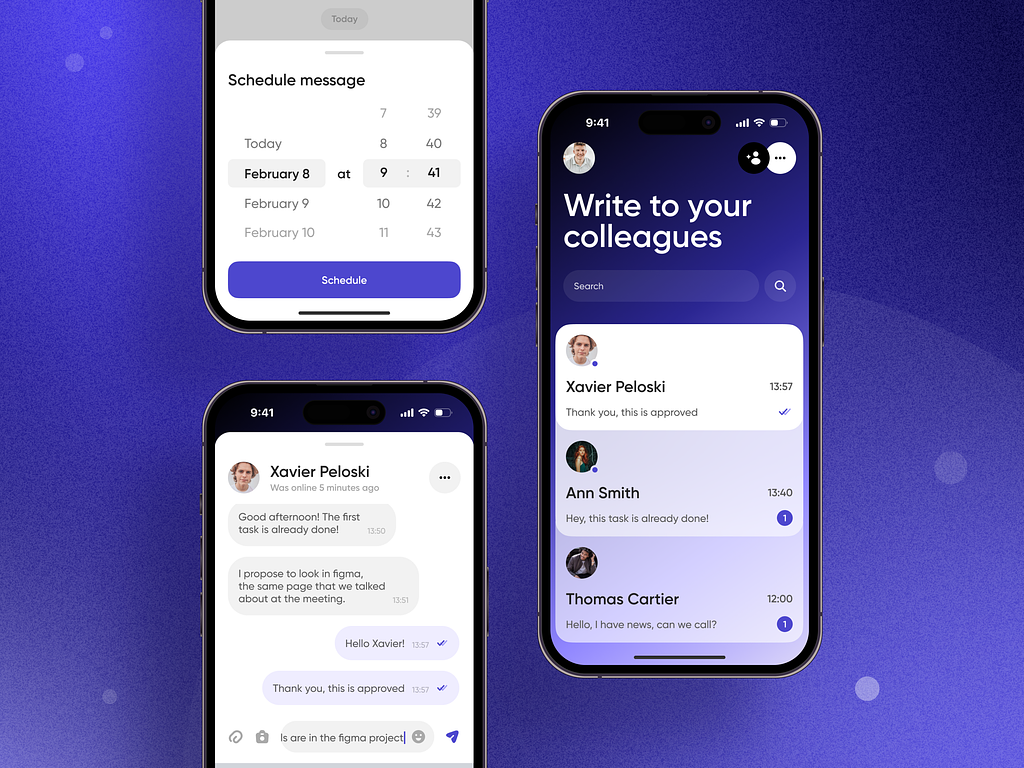 Today
Schedule message
7 39
Today 8 40
February 8 at 9 : 41
February 9 10 42
February 10 11 43
Schedule
9:41
Xavier Peloski
Was online 5 minutes ago
Good afternoon! The first
task is already done! 13:50
I propose to look in figma,
the same page that we talked
about at the meeting. 13:51
Hello Xavier! 13:57
Thank you, this is approved 13:57
ls are in the figma project
9:41
Write to your
colleagues
Search
Xavier Peloski 13:57
Thank you, this is approved
Ann Smith 13:40
Hey, this task is already done! 1
Thomas Cartier 12:00
Hello, I have news, can we call? 1